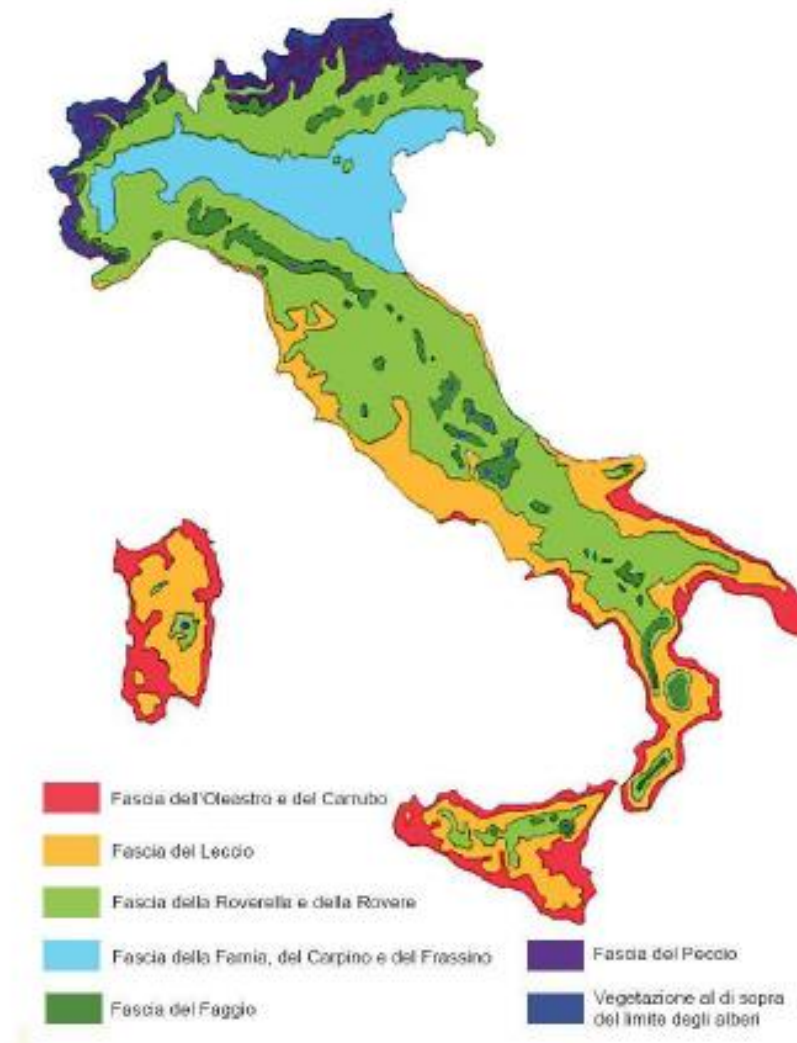 Fascia dell'Oleastro e del Carrubo
Fascia del Leccio
Fascia della Roverella e della Rovere
Fascia della Farnia, del Carpino e del Frassino
Fascia del Faggio
Fascia del Peccio
Vegetazione al di sopra
del limite degli alberi